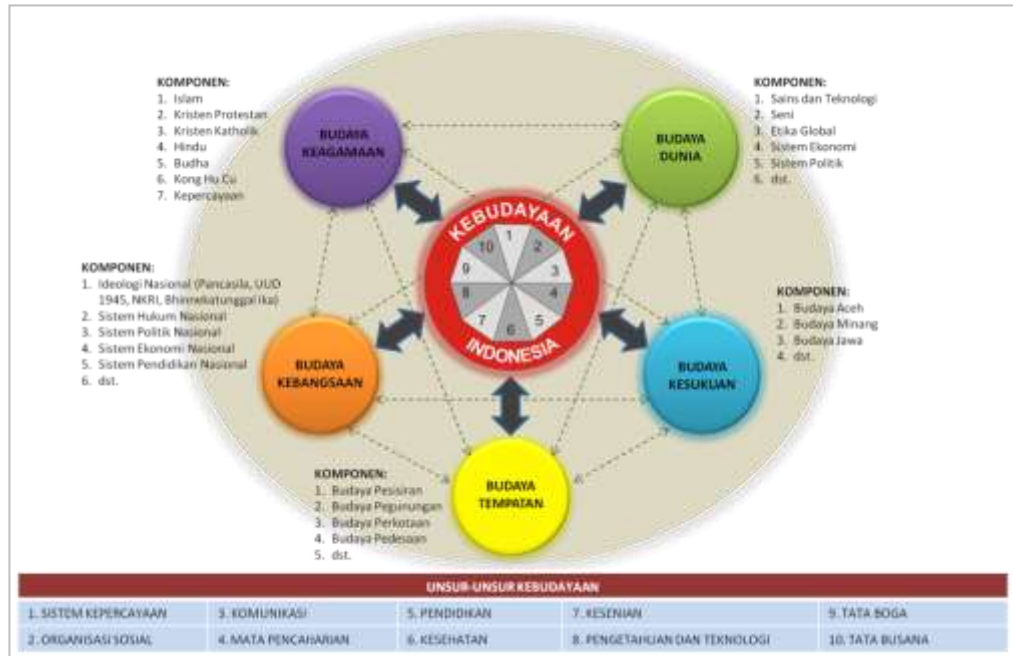 KOMPONEN:
1. Islam
2. Kristen Protestan
3. Kristen Katholik
4. Hindu
5. Budha
6. Kong Hu Cu
7. Kepercayaan
BUDAYA
KEAGAMAAN
BUDAYA
DUNIA
KOMPONEN:
1. Sains dan Teknologi
2. Seni
3. Etika Global
4. Sistem Ekonomi
5. Sistem Politik
6. dst.
KEBUDAYAAN
1
2
3
4
5
6
7
8
9
10
INDONESIA
KOMPONEN:
1. Ideologi Nasional (Pancasila, UUD
1945, NKRI, Bhinnekatunggal ika)
2. Sistem Hukum Nasional
3. Sistem Politik Nasional
4. Sistem Ekonomi Nasional
5. Sistem Pendidikan Nasional
6. dst.
BUDAYA
KEBANGSAAN
BUDAYA
KESUKUAN
KOMPONEN:
1. Budaya Aceh
2. Budaya Minang
3. Budaya Jawa
4. dst.
KOMPONEN:
1. Budaya Pesisiran
2. Budaya Pegunungan
3. Budaya Perkotaan
4. Budaya Pedesaan
5. dst.
BUDAYA
TEMPATAN
UNSUR-UNSUR KEBUDAYAAN
1. SISTEM KEPERCAYAAN
3. KOMUNIKASI
5. PENDIDIKAN
7. KESENIAN
9. TATA BOGA
2. ORGANISASI SOSIAL
4. MATA PENCAHARIAN
6. KESEHATAN
8. PENGETAHUAN DAN TEKNOLOGI
10. TATA BUSANA